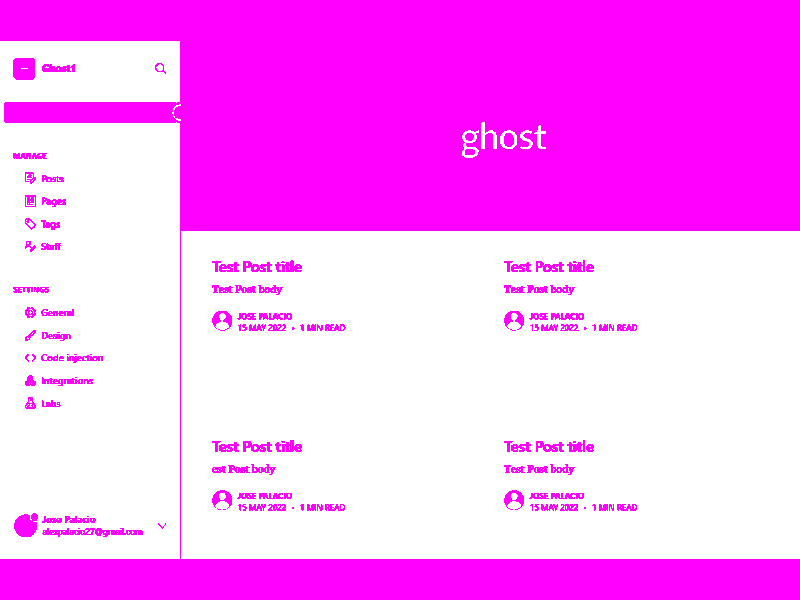 Ghost1
MANAGE
Posts
Pages
Tags
Staff
SETTINGS
General
Design
Code injection
Integrations
Labs
Jose Palacio
alexpalacio27@gmail.com
ghost
Test Post title
Test Post body
JOSE PALACIO
15 MAY 2022 • 1 MIN READ
Test Post title
Test Post body
JOSE PALACIO
15 MAY 2022 • 1 MIN READ
Test Post title
est Post body
JOSE PALACIO
15 MAY 2022 • 1 MIN READ
Test Post title
Test Post body
JOSE PALACIO
15 MAY 2022 • 1 MIN READ